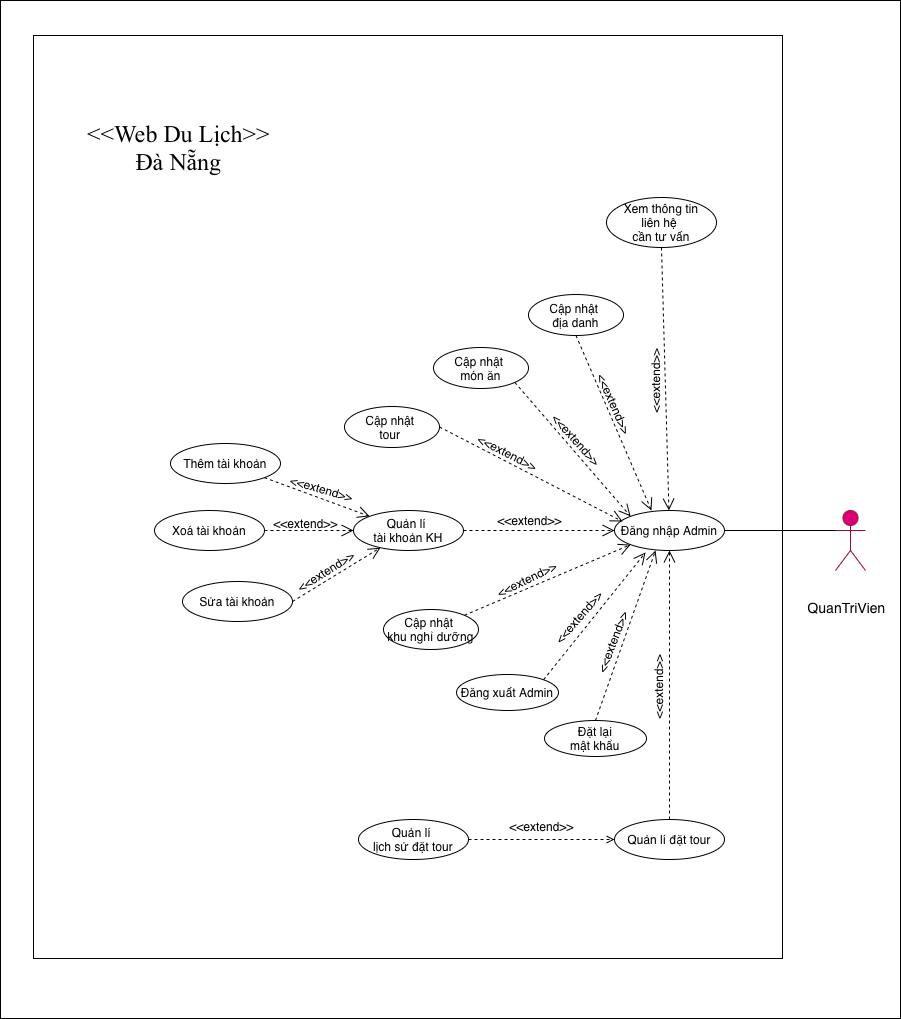 <<Web Du Lịch>>
Đà Nẵng
Xem thông tin
liên hệ
cần tư vấn
Cập nhật
địa danh
<<extend>>
Cập nhật
món ăn
<<extend>>
Cập nhật
tour
<<extend>>
<<extend>>
Thêm tài khoản
<<extend>>
Xoá tài khoản
<<extend>>
Quản lí
tài khoản KH
<<extend>>
Đăng nhập Admin
Sửa tài khoản
<<extend>>
QuanTriVien
Cập nhật
khu nghỉ dưỡng
<<extend>>
<<extend>>
<<extend>>
Đăng xuất Admin
<<extend>>
Đặt lại
mật khẩu
Quản lí
lịch sử đặt tour
<<extend>>
Quản lí đặt tour